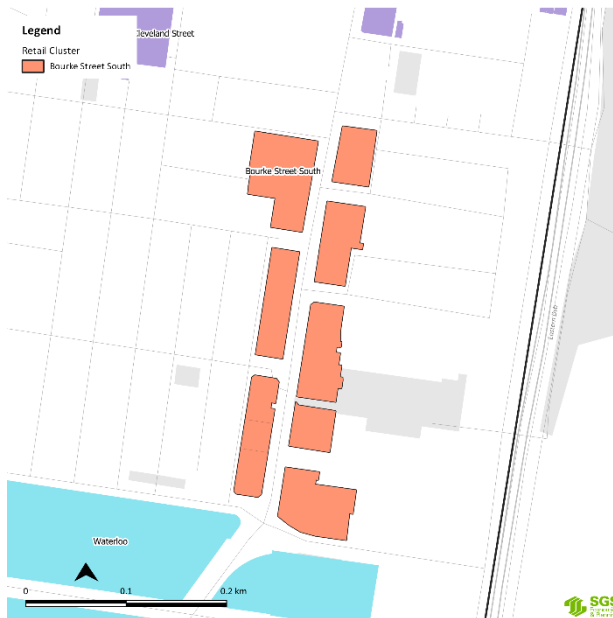 Legend
Cleveland Street
Retail Cluster
Bourke Street South
Bourke Street South
Waterloo
0
0.1
0.2 km
SGS